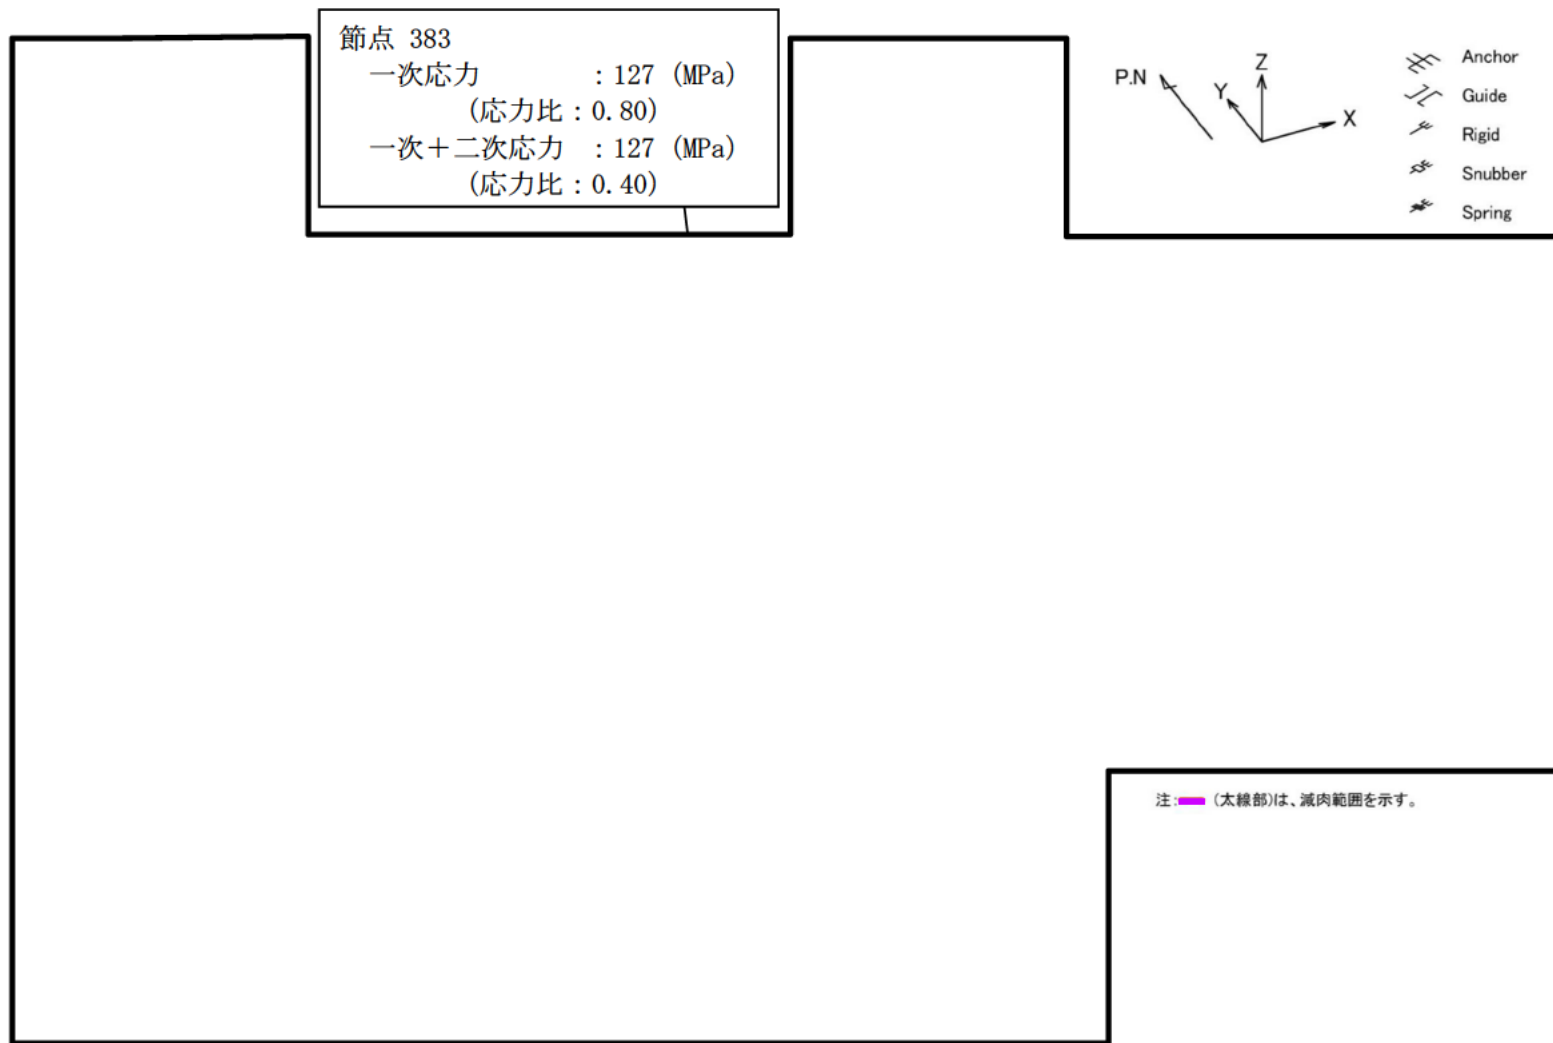 節点 383
一次応力 : 127 (MPa)
(応力比：0.80)
一次＋二次応力 : 127 (MPa)
(応力比：0.40)
P.N
Y
Z
X
Anchor
Guide
Rigid
Snubber
Spring
注: (太線部)は、減肉範囲を示す。